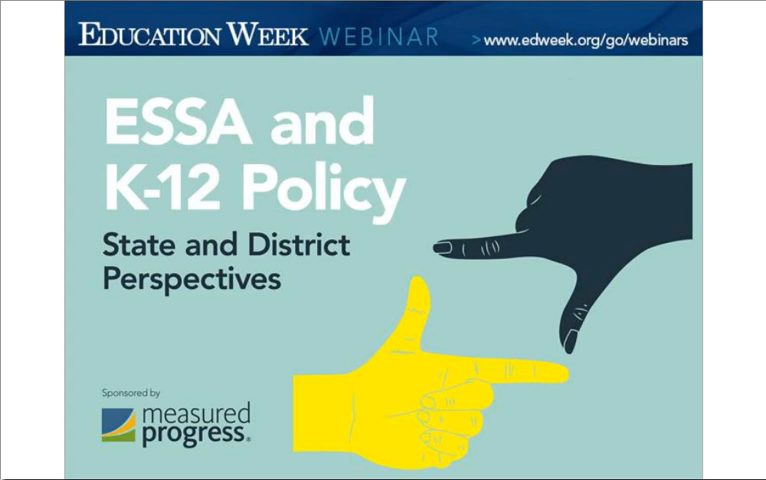 EDUCATION WEEK WEBINAR >www.edweek.org/go/webinars
ESSA and
K-12 Policy
State and District
Perspectives
Sponsored by
measured
progress®